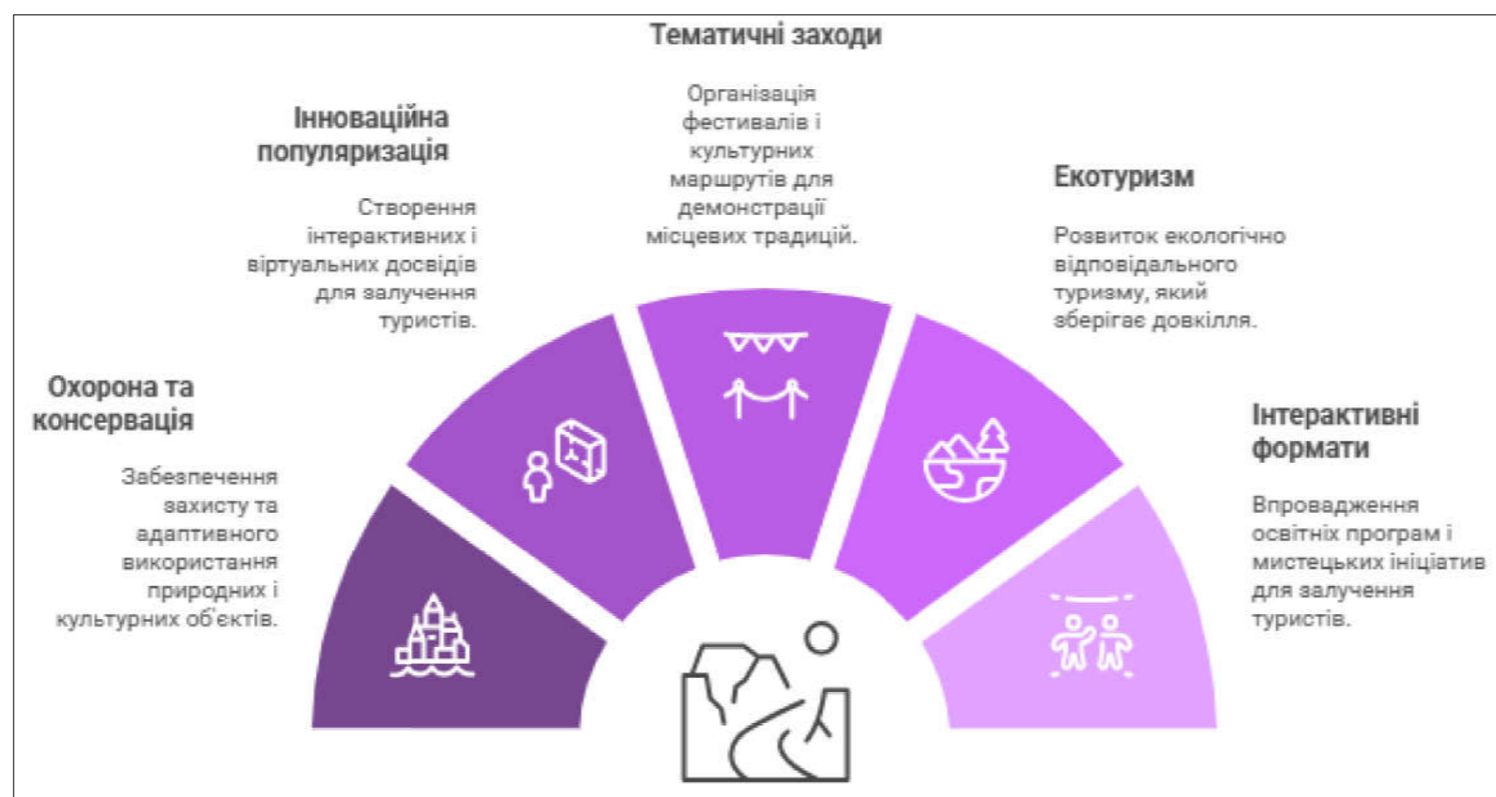 Тематичні заходи
Організація
фестивалів і
культурних
маршрутів для
демонстрації
місцевих традицій.
Інноваційна
популяризація
Створення
інтерактивних і
віртуальних досвідів
для залучення
туристів.
Екотуризм
Розвиток екологічно
відповідального
туризму, який
зберігає довкілля.
Охорона та
консервація
Забезпечення
захисту та
адаптивного
використання
природних і
культурних об'єктів.
Інтерактивні
формати
Впровадження
освітніх програм і
мистецьких ініціатив
для залучення
туристів.